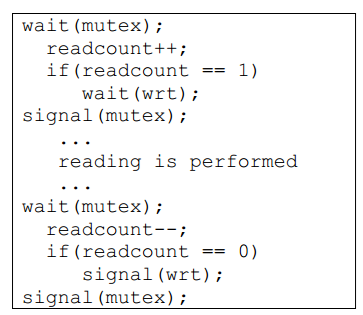 wait(mutex);
readcount++;
if(readcount == 1)
wait(wrt);
signal(mutex);
...
reading is performed
...
wait(mutex);
readcount--;
if(readcount == 0)
signal(wrt);
signal(mutex);